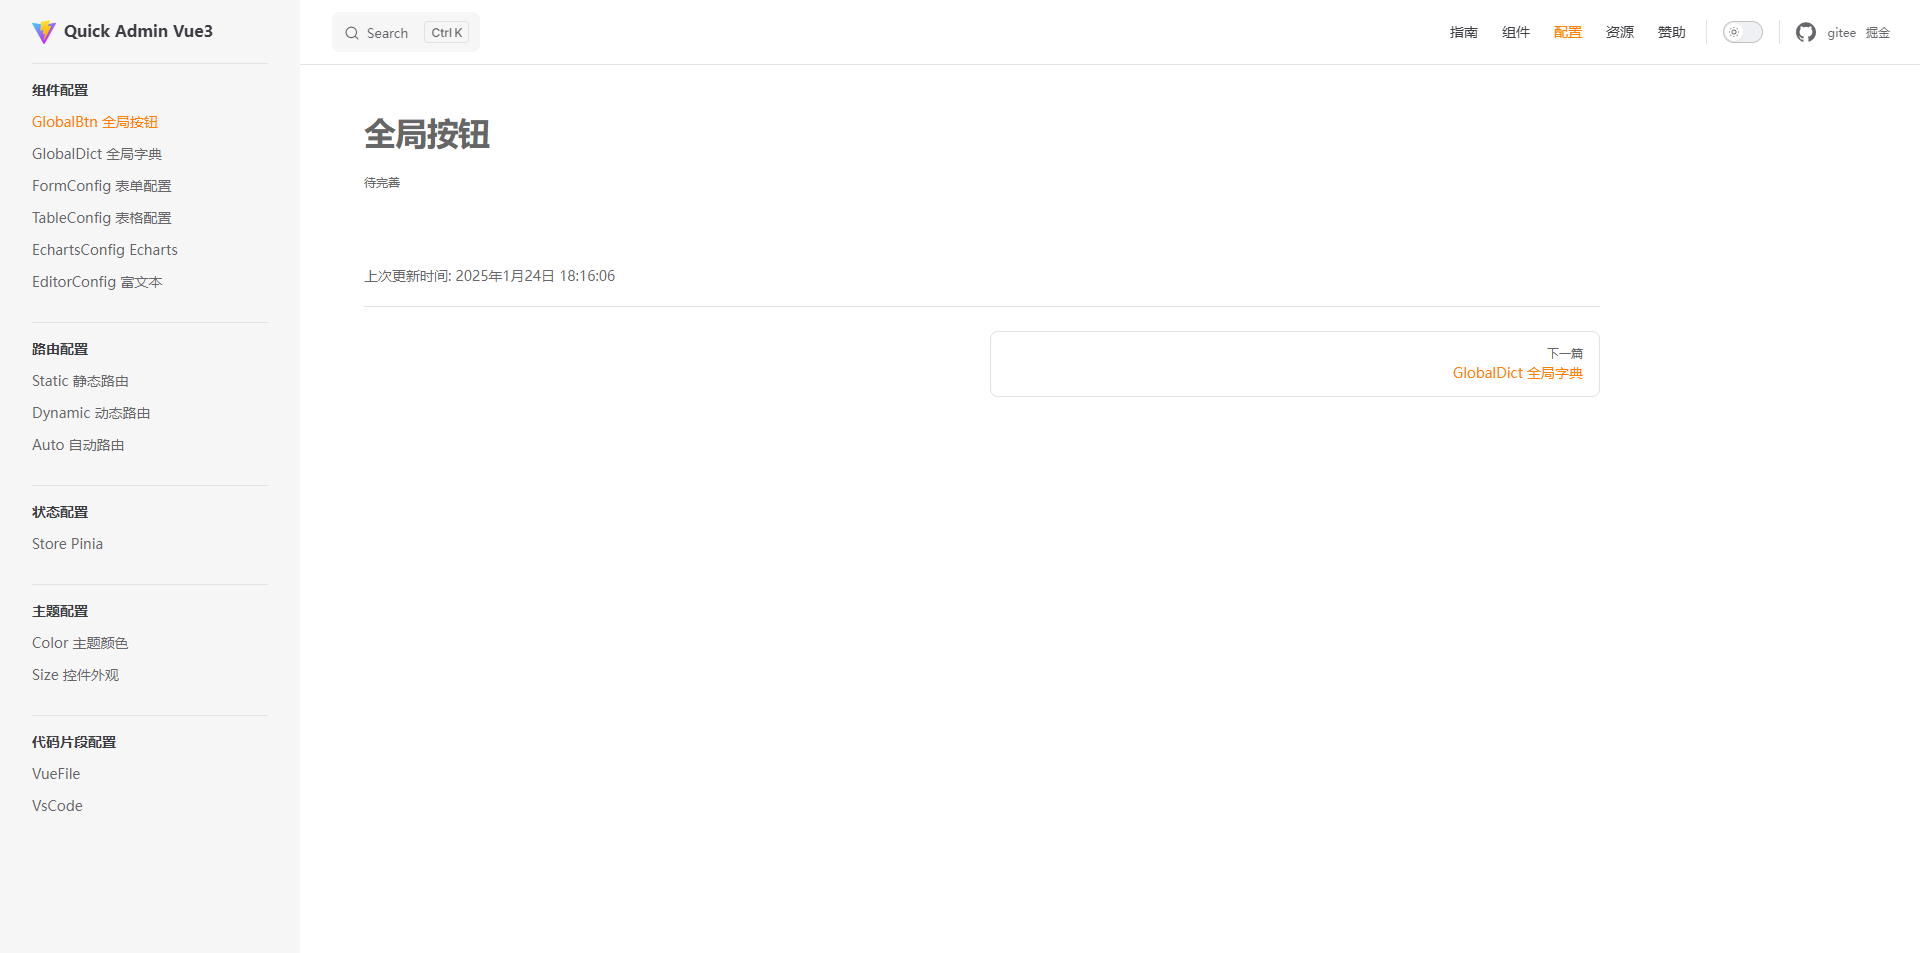 Quick Admin Vue3
Search Ctrl K
指南 组件 配置 资源 赞助 gitee 掘金
组件配置
GlobalBtn 全局按钮
GlobalDict 全局字典
FormConfig 表单配置
TableConfig 表格配置
EchartsConfig Echarts
EditorConfig 富文本
路由配置
Static 静态路由
Dynamic 动态路由
Auto 自动路由
状态配置
Store Pinia
主题配置
Color 主题颜色
Size 控件外观
代码片段配置
VueFile
VsCode
全局按钮
待完善
上次更新时间: 2025年1月24日 18:16:06
下一篇
GlobalDict 全局字典